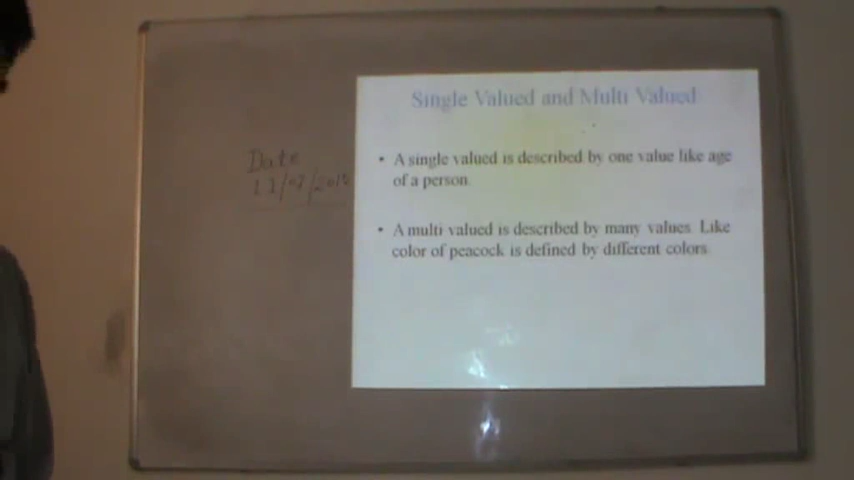 Single Valued and Multi Valued
Date
• A single valued is described by one value like age
of a person
• A multi valued is described by many values. Like
color of peacock is defined by different colors